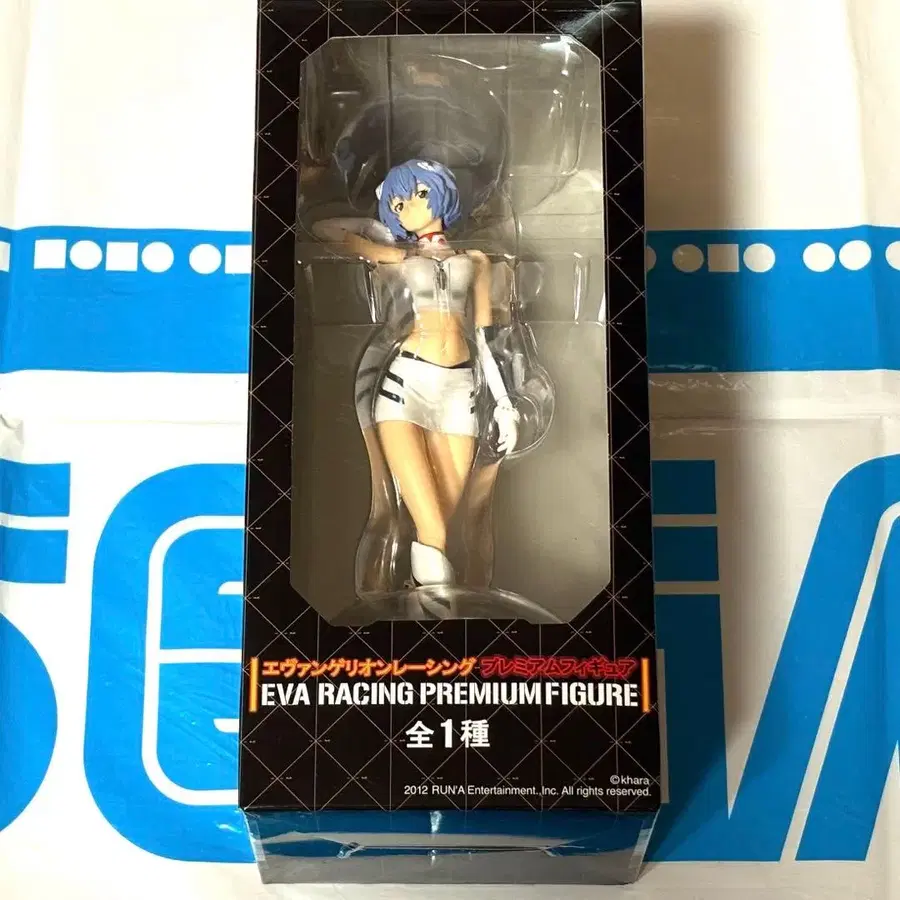 エヴァンゲリオンレーシング プレミアムフィギュア
EVA RACING PREMIUM FIGURE
全1種
©khara
2012 RUN'A Entertainment.,Inc. All rights reserved.